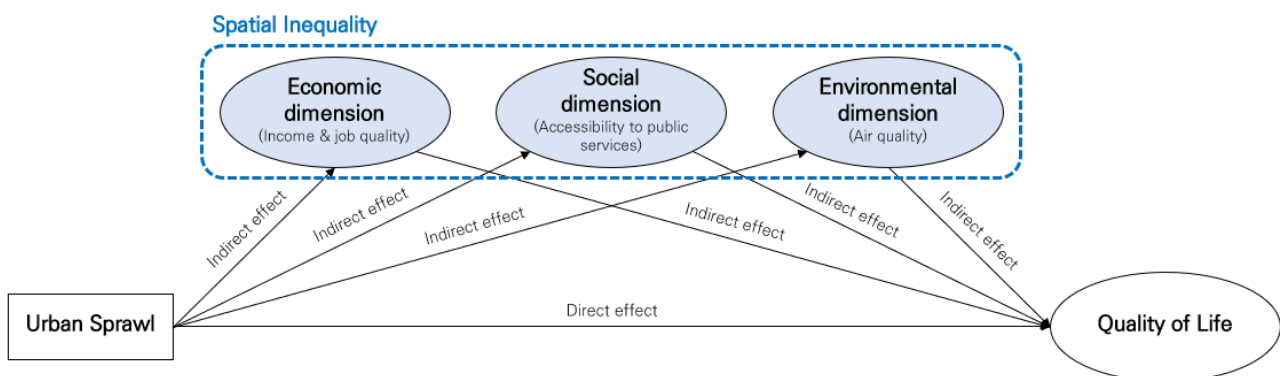 Spatial Inequality
Economic
dimension
(Income & job quality)
Social
dimension
(Accessibility to public
services)
Environmental
dimension
(Air quality)
Indirect effect
Indirect effect
Indirect effect
Indirect effect
Indirect effect
Indirect effect
Urban Sprawl
Direct effect
Quality of Life